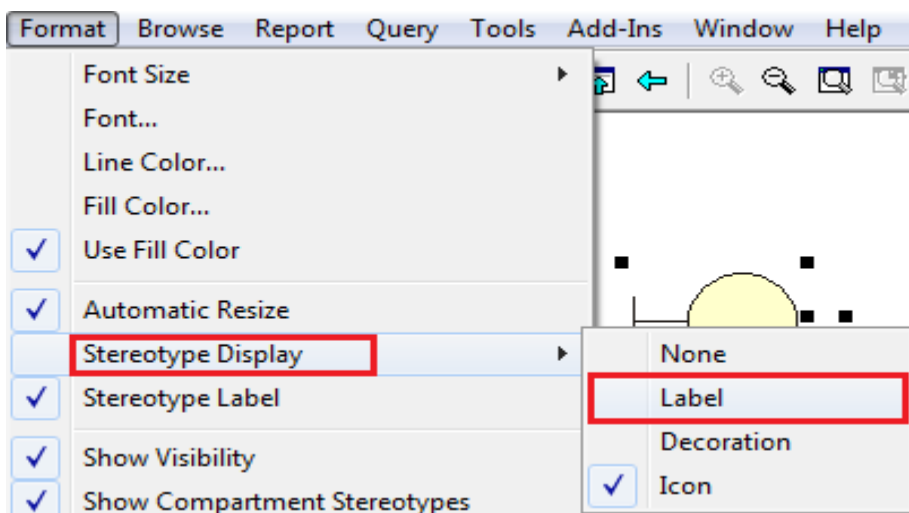 Format Browse Report Query Tools Add-Ins Window Help
Font Size
Font...
Line Color...
Fill Color...
Use Fill Color
Automatic Resize
Stereotype Display
Stereotype Label
Show Visibility
Show Compartment Stereotypes
None
Label
Decoration
Icon